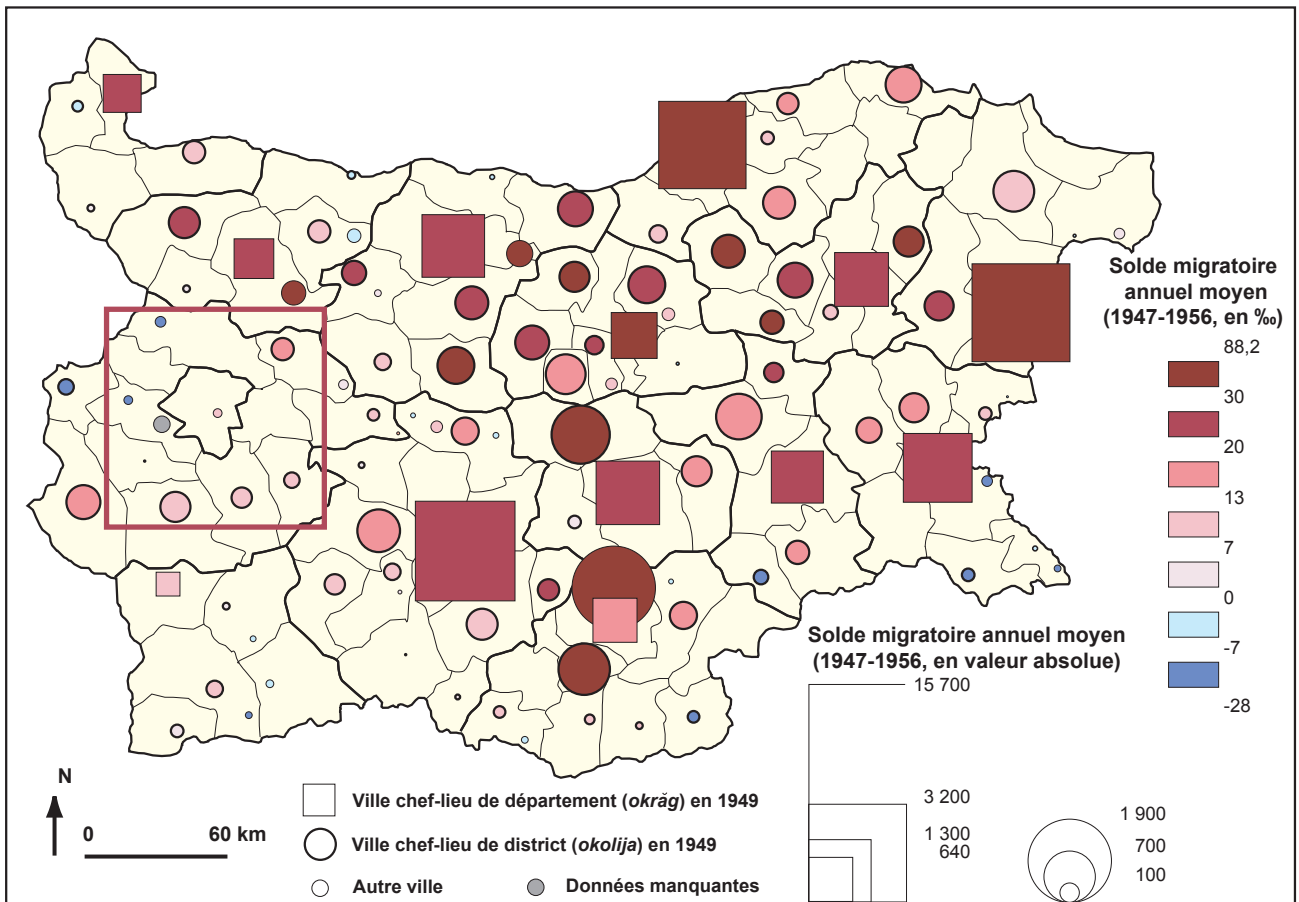 Solde migratoire
annuel moyen
(1947-1956, en ‰)
88,2
30
20
13
7
0
-7
-28
Solde migratoire annuel moyen
(1947-1956, en valeur absolue)
15 700
3 200
1 300
640
1 900
700
100
N
0 60 km
Ville chef-lieu de département (okrăg) en 1949
Ville chef-lieu de district (okolija) en 1949
Autre ville
Données manquantes